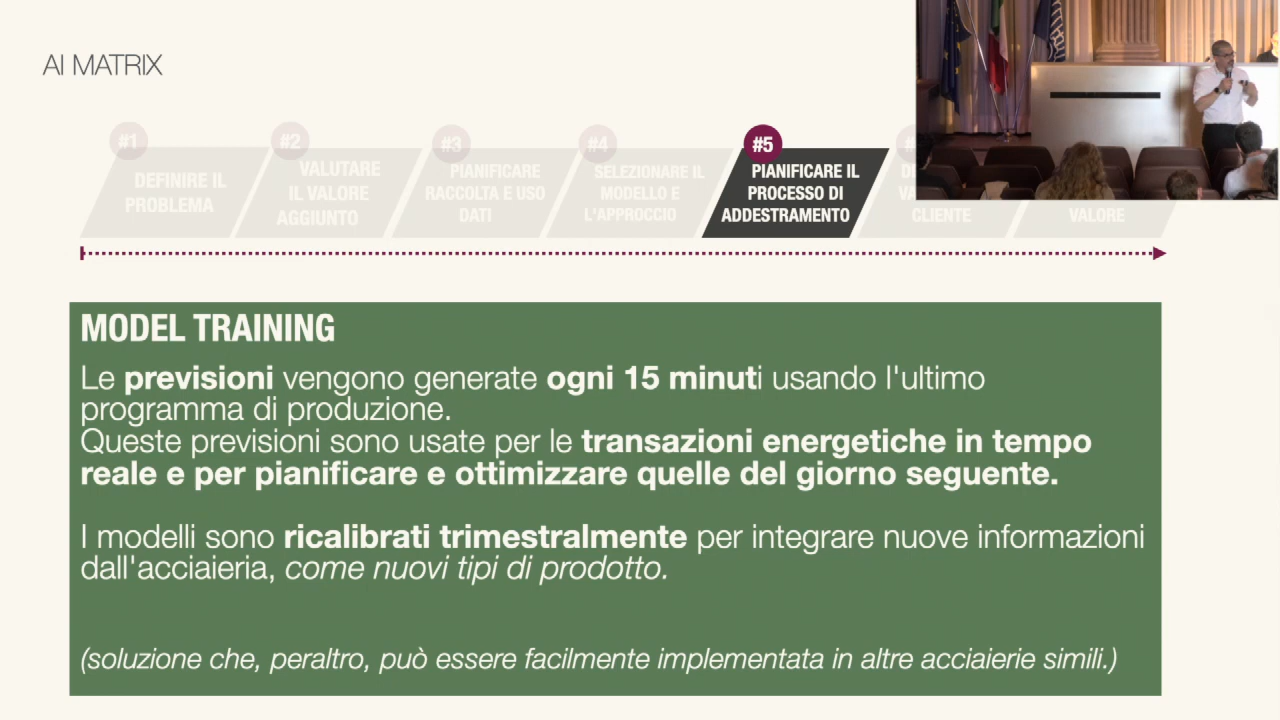 AI MATRIX
#1
DEFINIRE IL
PROBLEMA
#2
VALUTARE
IL VALORE
AGGIUNTO
#3
PIANIFICARE
RACCOLTA E USO
DATI
#4
SELEZIONARE IL
MODELLO E
L'APPROCCIO
#5
PIANIFICARE IL
PROCESSO DI
ADDESTRAMENTO
CLIENTE
VALORE
MODEL TRAINING
Le previsioni vengono generate ogni 15 minuti usando l'ultimo
programma di produzione.
Queste previsioni sono usate per le transazioni energetiche in tempo
reale e per pianificare e ottimizzare quelle del giorno seguente.
I modelli sono ricalibrati trimestralmente per integrare nuove informazioni
dall'acciaieria, come nuovi tipi di prodotto.
(soluzione che, peraltro, può essere facilmente implementata in altre acciaierie simili.)